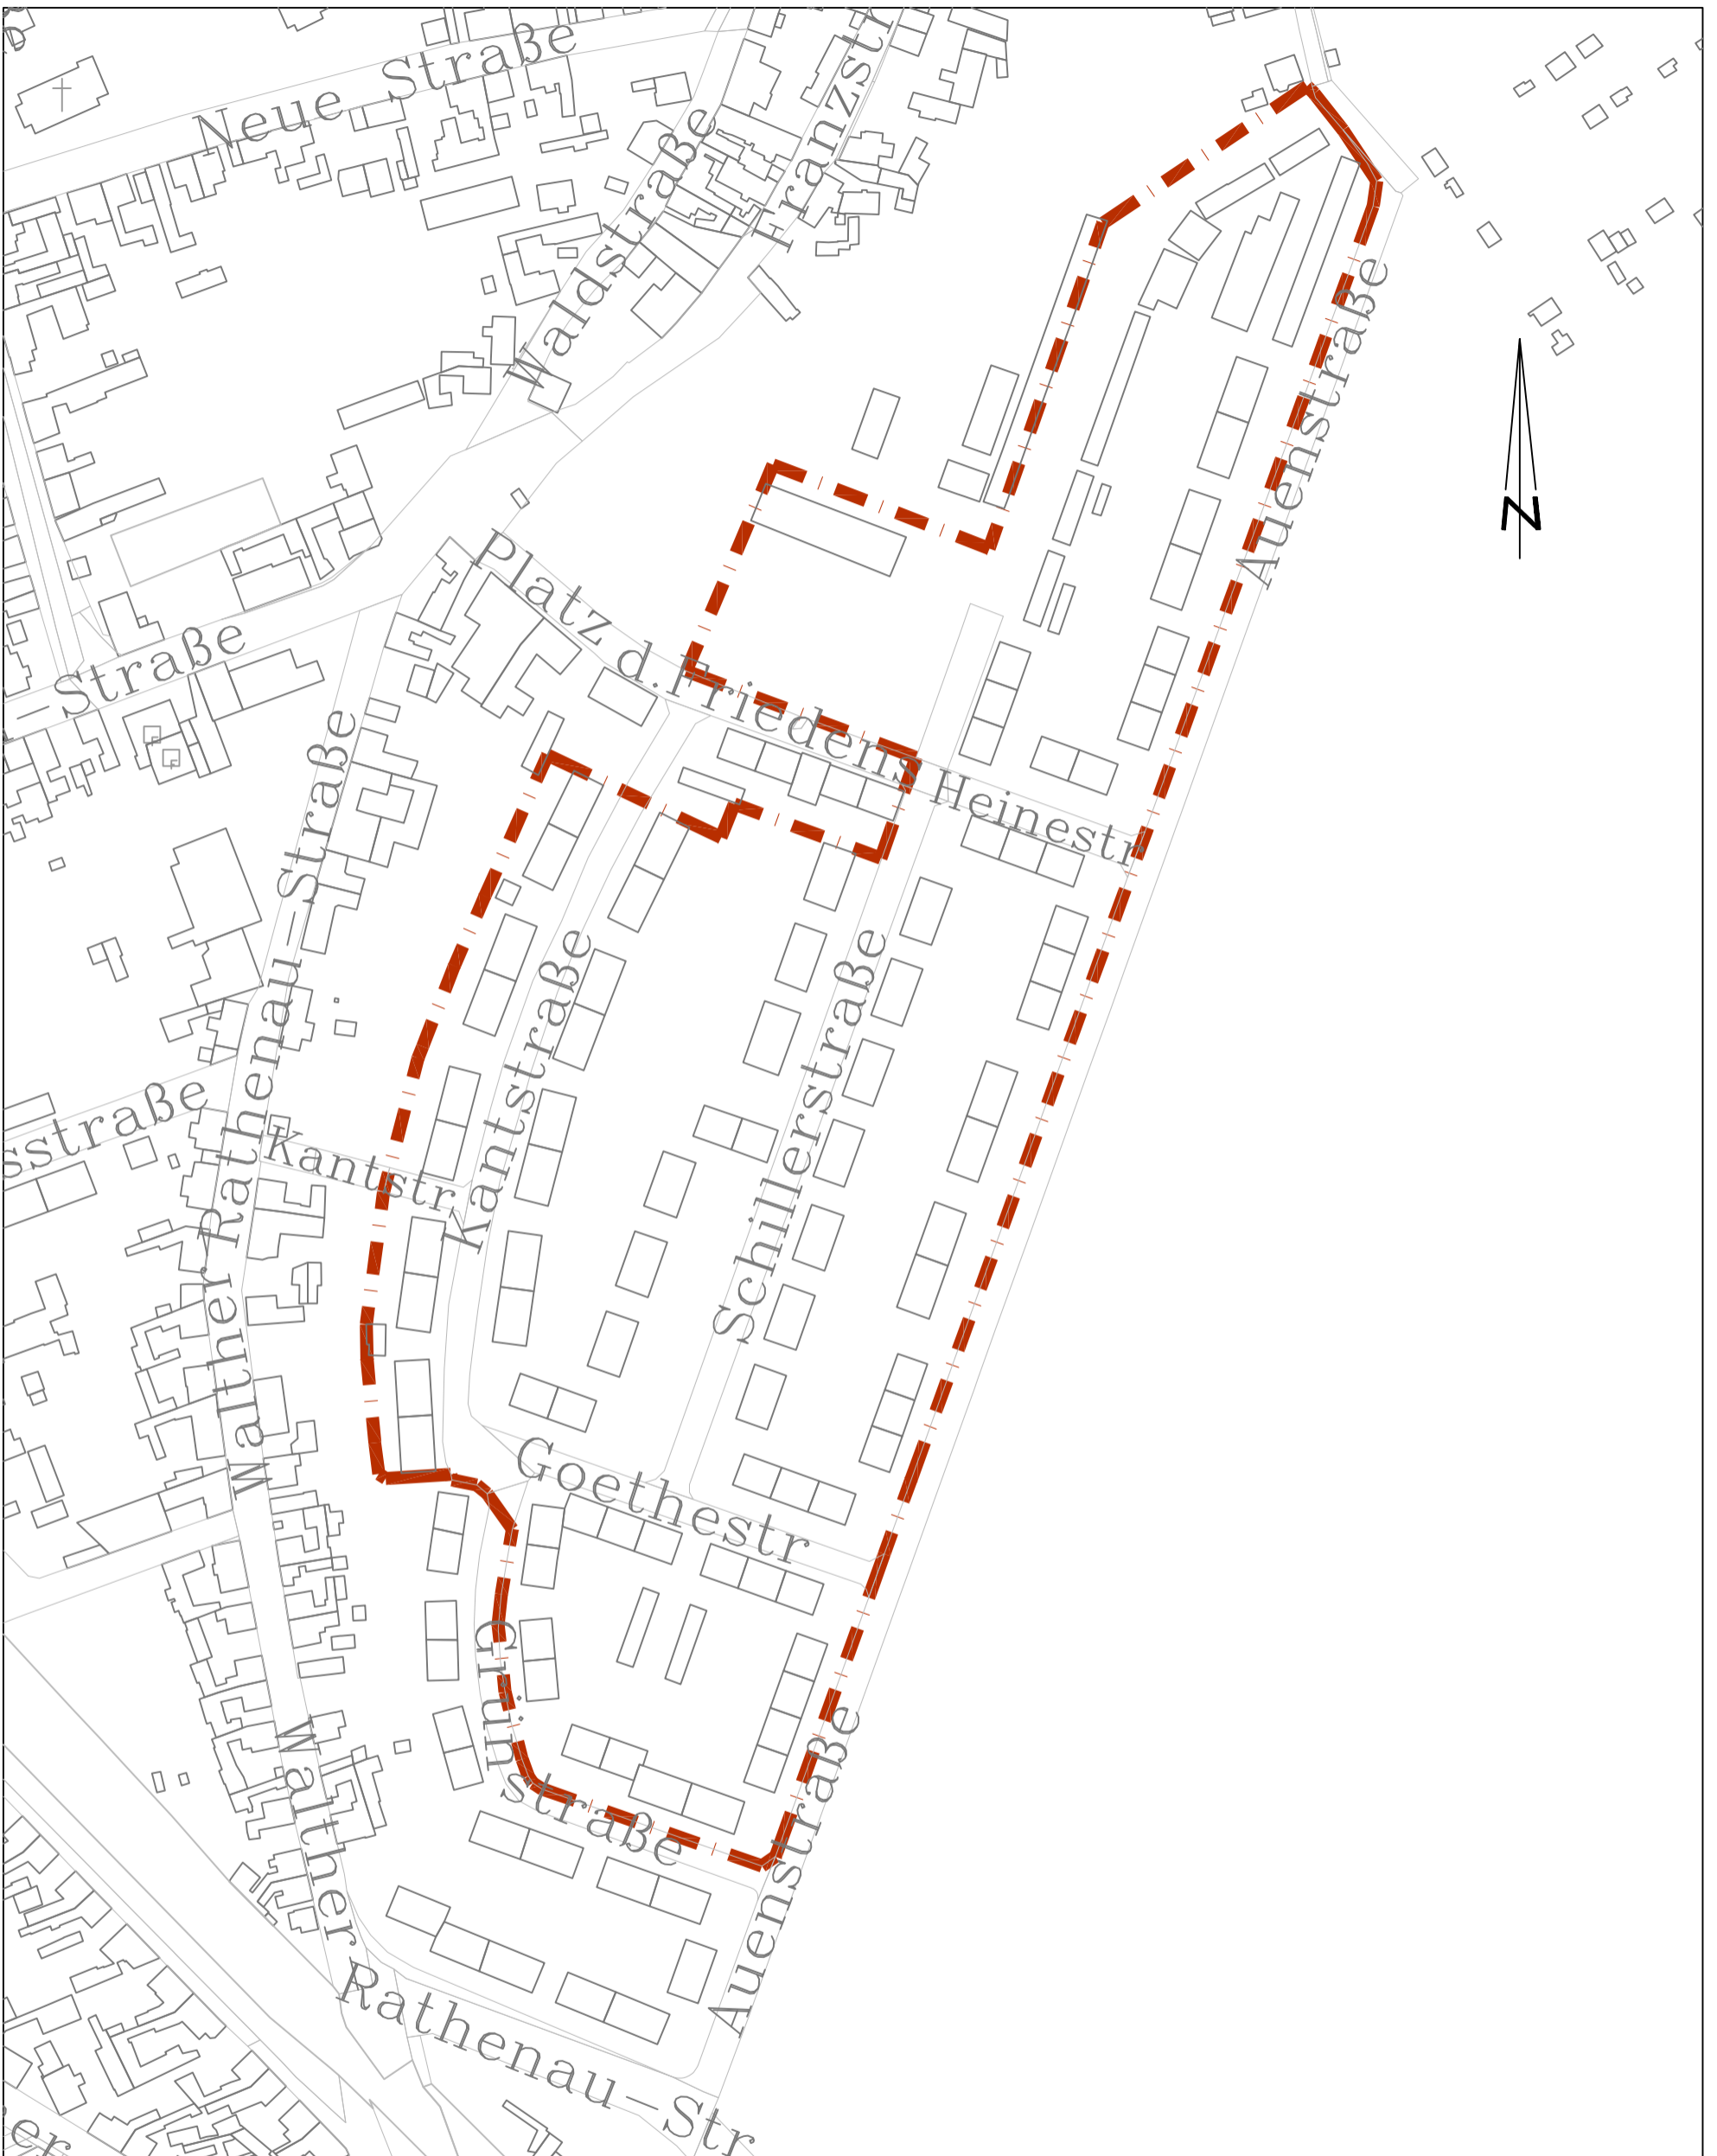 Neue Straße
Waldstraße
Franzstr
Auenstraße
N
Platz d. Friedens
Heinestr
Straße
Walther–Rathenau–Straße
Kantstraße
Schillerstraße
sstraße
Kantstr
Goethestr
Grünstraße
Auenstraße
Walther–Rathenau–Str
er